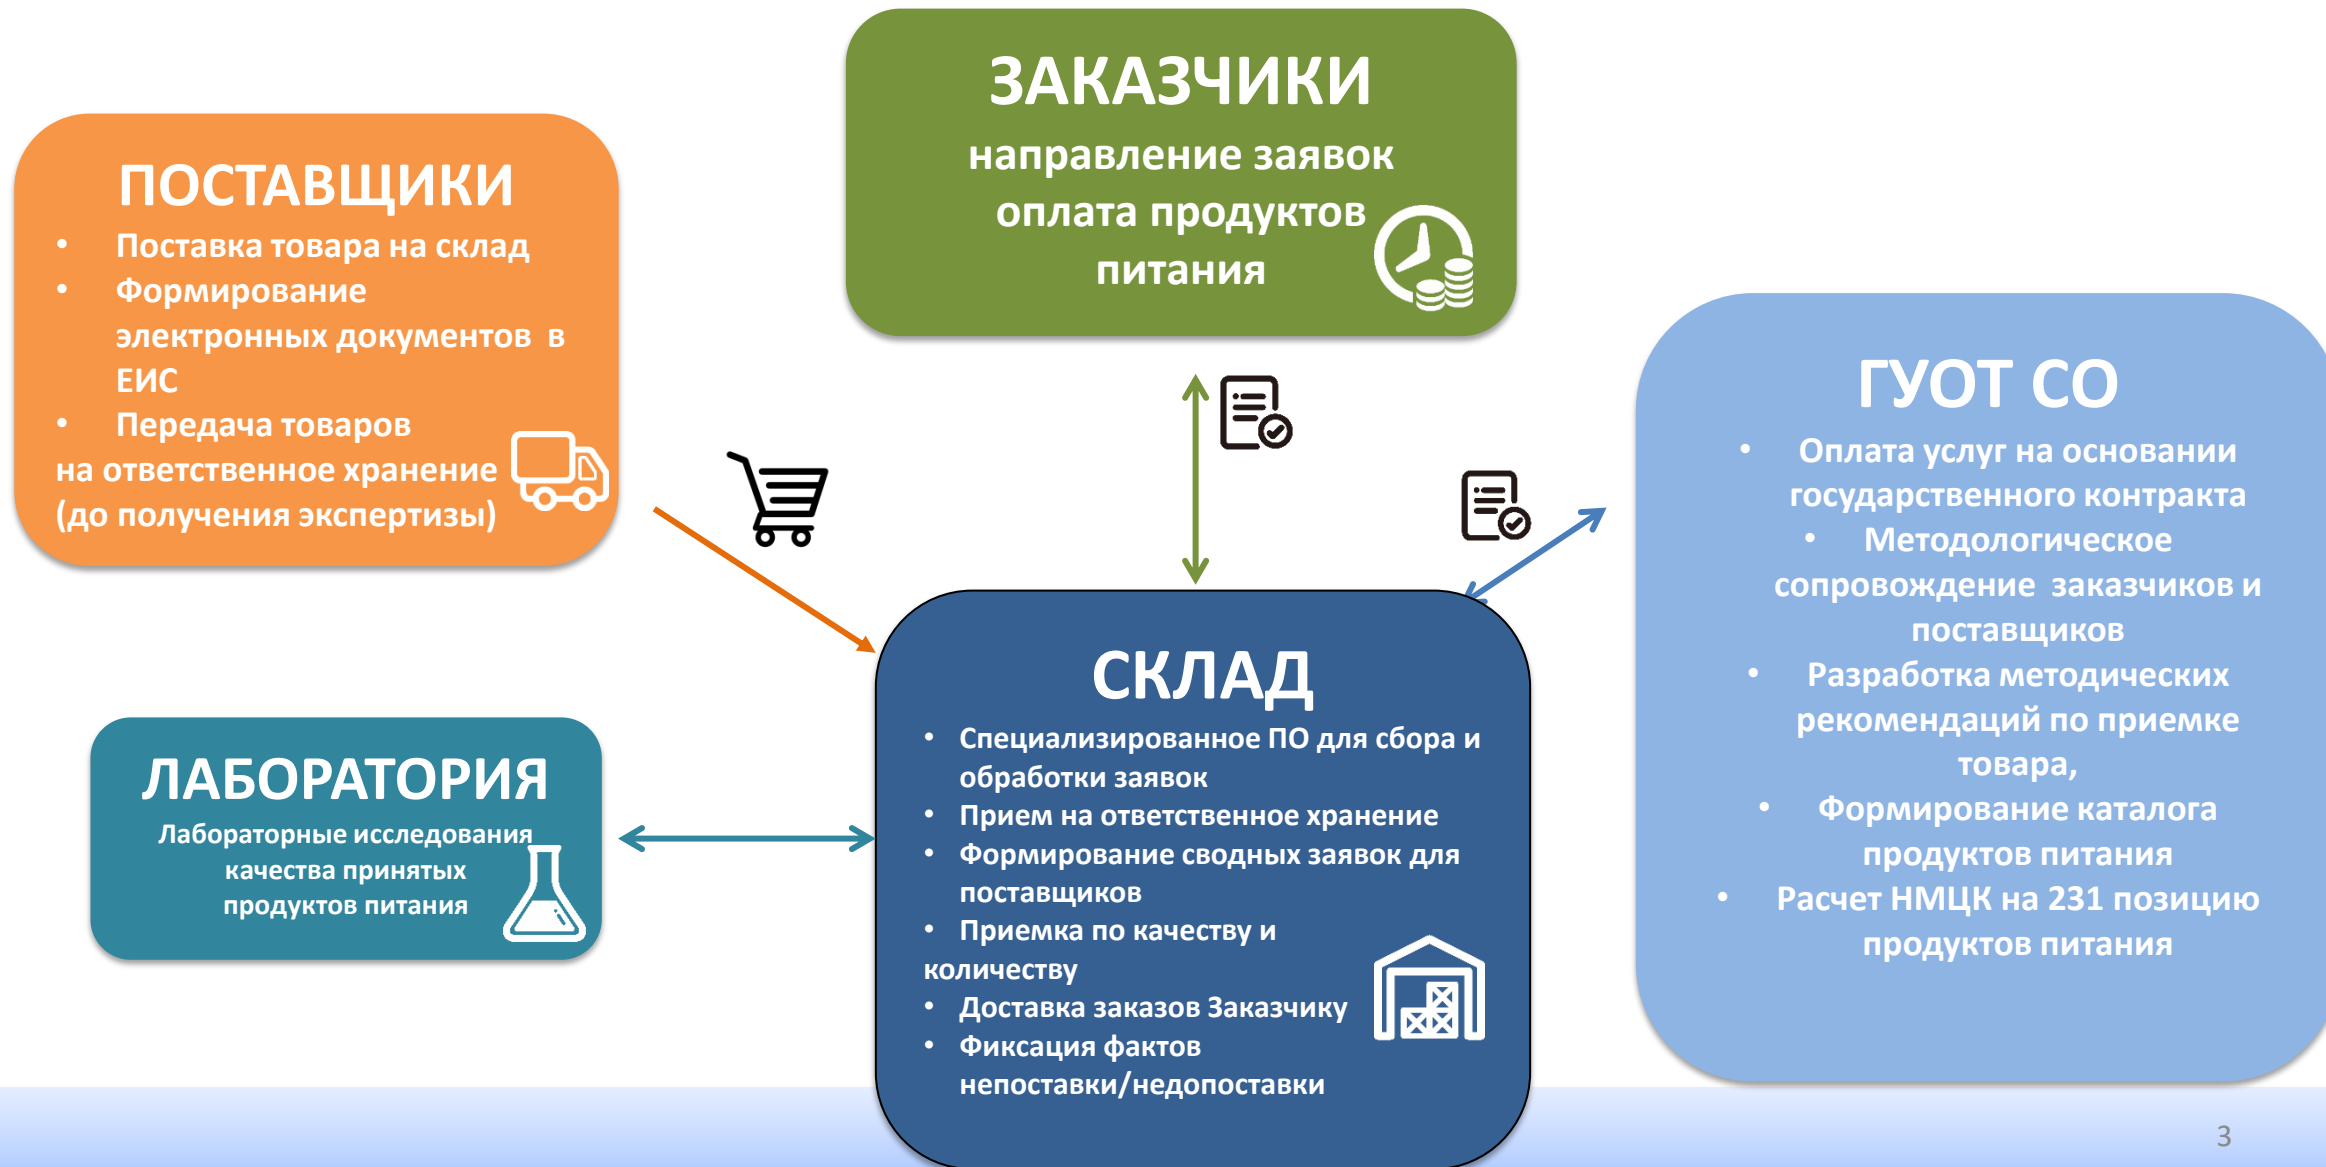 ЗАКАЗЧИКИ
направление заявок
оплата продуктов
питания
ПОСТАВЩИКИ
• Поставка товара на склад
• Формирование
электронных документов в
ЕИС
• Передача товаров
на ответственное хранение
(до получения экспертизы)
ГУОТ СО
• Оплата услуг на основании
государственного контракта
• Методологическое
сопровождение заказчиков и
поставщиков
• Разработка методических
рекомендаций по приемке
товара,
• Формирование каталога
продуктов питания
• Расчет НМЦК на 231 позицию
продуктов питания
ЛАБОРАТОРИЯ
Лабораторные исследования
качества принятых
продуктов питания
СКЛАД
• Специализированное ПО для сбора и
обработки заявок
• Прием на ответственное хранение
• Формирование сводных заявок для
поставщиков
• Приемка по качеству и
количеству
• Доставка заказов Заказчику
• Фиксация фактов
непоставки/недопоставки
3